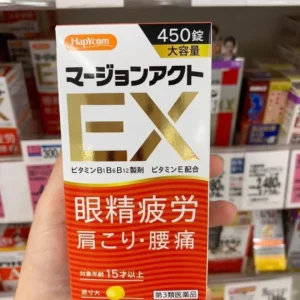 Hapycom
450錠
大容量
マージョンアクト
EX
ビタミンB1B6B12製剤 ビタミンE配合
眼精疲労
肩こり・腰痛
対象年齢 15才以上
第3類医薬品